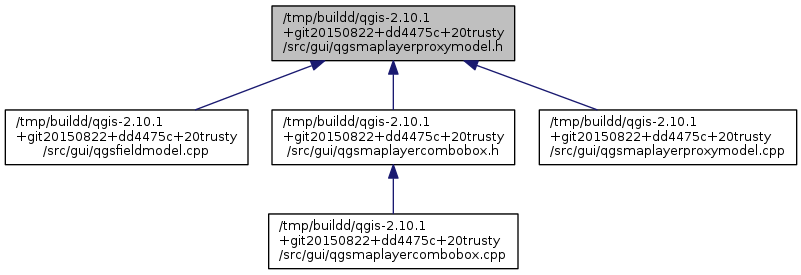 /tmp/buildd/qgis-2.10.1
+git20150822+dd4475c+20trusty
/src/gui/qgsmaplayerproxymodel.h
/tmp/buildd/qgis-2.10.1
+git20150822+dd4475c+20trusty
/src/gui/qgsfieldmodel.cpp
/tmp/buildd/qgis-2.10.1
+git20150822+dd4475c+20trusty
/src/gui/qgsmaplayercombobox.h
/tmp/buildd/qgis-2.10.1
+git20150822+dd4475c+20trusty
/src/gui/qgsmaplayerproxymodel.cpp
/tmp/buildd/qgis-2.10.1
+git20150822+dd4475c+20trusty
/src/gui/qgsmaplayercombobox.cpp